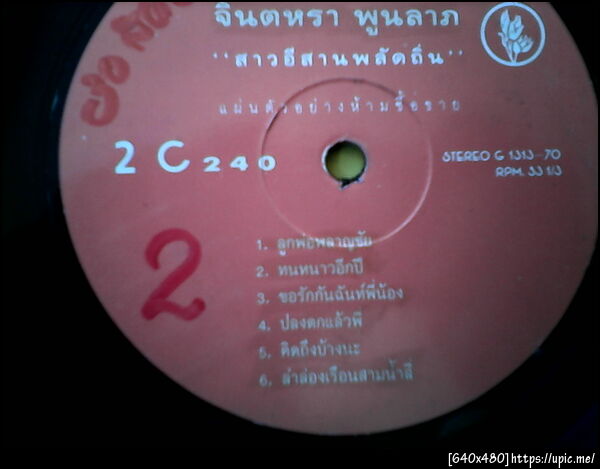 จินตหรา พูนลาภ
''สาวอีสานพลัดถิ่น''
แผ่นตัวอย่างห้ามซื้อขาย
2 C 240
STEREO G 1313-70
RPM. 33 1/3
2
1. ลูกพ่อพลาญชัย
2. ทนหนาวอีกปี
3. ขอรักกันฉันท์พี่น้อง
4. ปลงตกแล้วพี่
5. คิดถึงบ้างนะ
6. ลำล่องเรือนสามน้ำสี่
[640x480]https://upic.me/